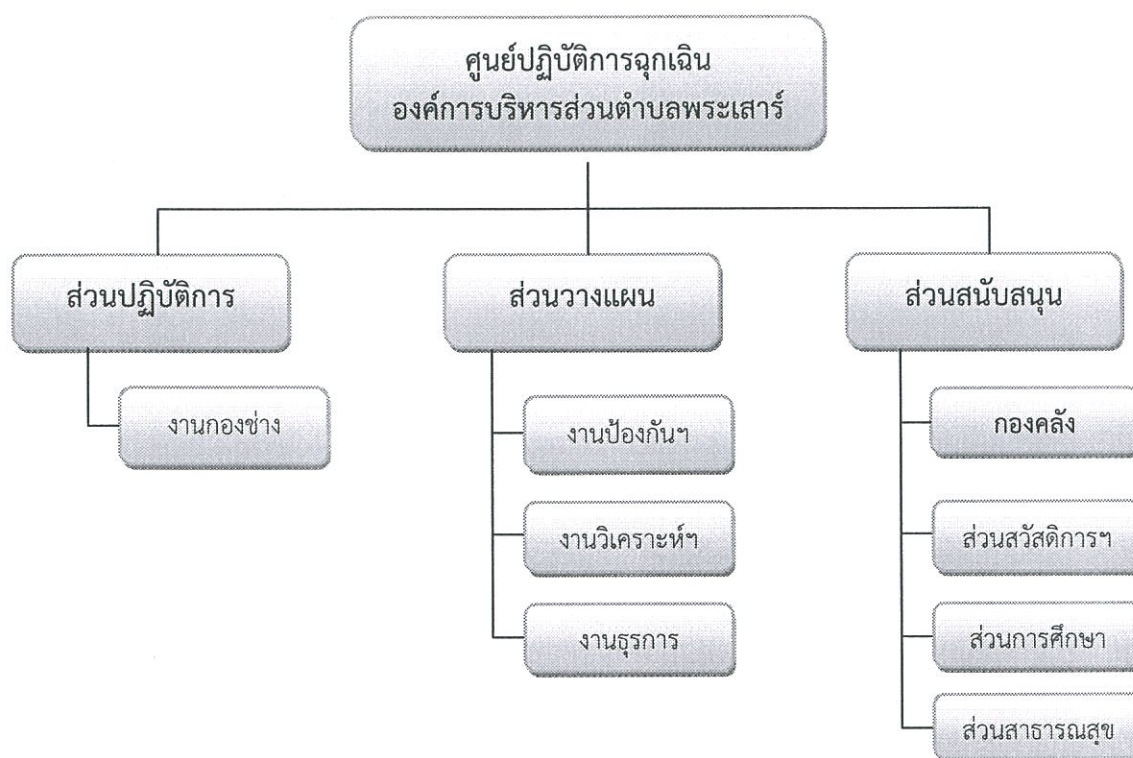 ศูนย์ปฏิบัติการฉุกเฉิน
องค์การบริหารส่วนตำบลพระเสาร์
ส่วนปฏิบัติการ
งานกองช่าง
ส่วนวางแผน
งานป้องกันฯ
งานวิเคราะห์ฯ
งานธุรการ
ส่วนสนับสนุน
กองคลัง
ส่วนสวัสดิการฯ
ส่วนการศึกษา
ส่วนสาธารณสุข